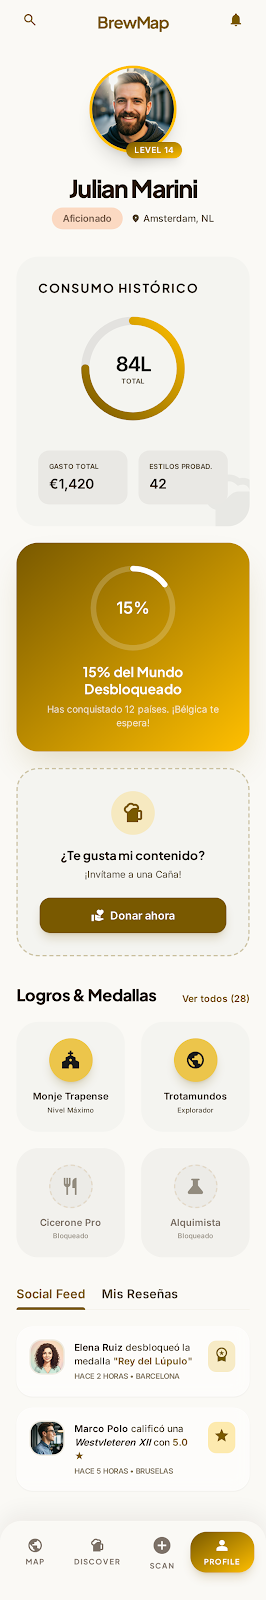 BrewMap
LEVEL 14
Julian Marini
Aficionado
Amsterdam, NL
CONSUMO HISTÓRICO
84L
TOTAL
GASTO TOTAL
€1,420
ESTILOS PROBAD.
42
15%
15% del Mundo
Desbloqueado
Has conquistado 12 países. ¡Bélgica te
espera!
¿Te gusta mi contenido?
¡Invítame a una Caña!
Donar ahora
Logros & Medallas
Ver todos (28)
Monje Trapense
Nivel Máximo
Trotamundos
Explorador
Cicerone Pro
Bloqueado
Alquimista
Bloqueado
Social Feed
Mis Reseñas
Elena Ruiz desbloqueó la
medalla "Rey del Lúpulo"
HACE 2 HORAS • BARCELONA
Marco Polo calificó una
Westvleteren XII con 5.0
★
HACE 5 HORAS • BRUSELAS
MAP
DISCOVER
SCAN
PROFILE